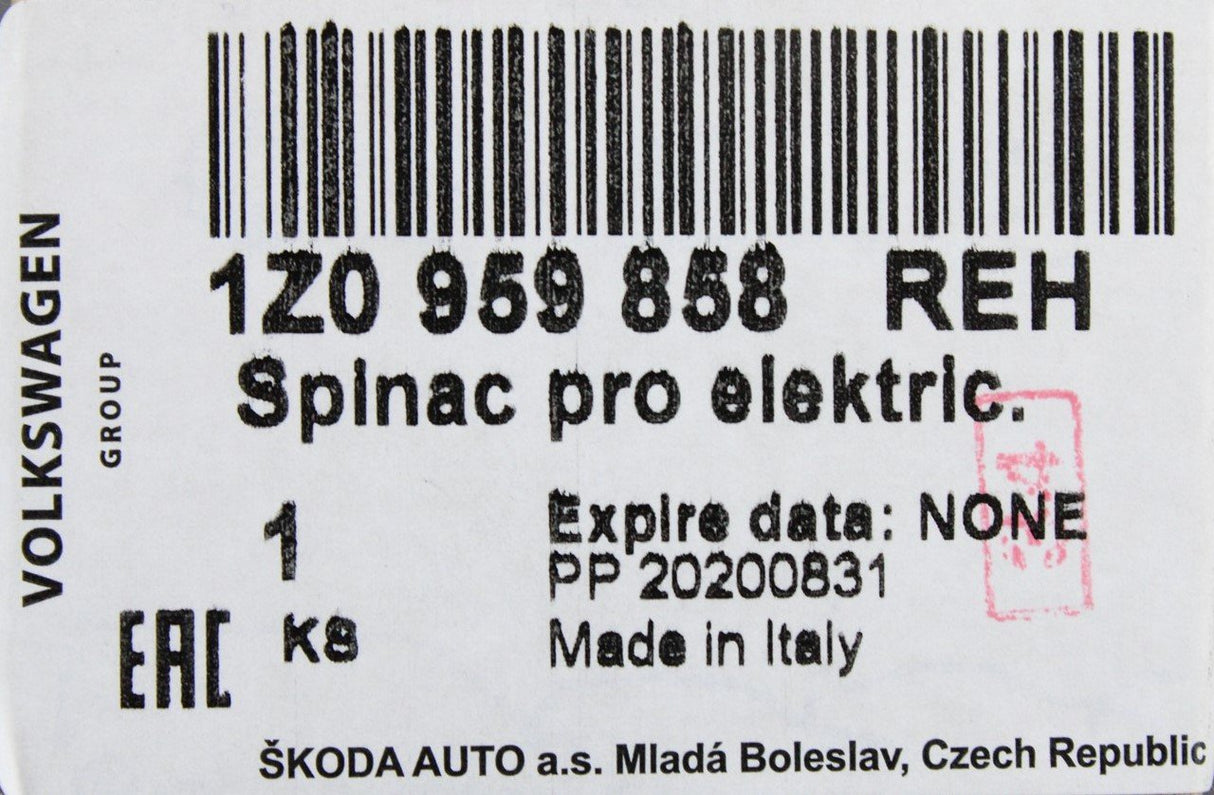 1Z0 959 858 REH
Spinac pro elektric.
VOLKSWAGEN
GROUP
1
Expire data: NONE
PP 20200831
ks
Made in Italy
EAC
ŠKODA AUTO a.s. Mladá Boleslav, Czech Republic